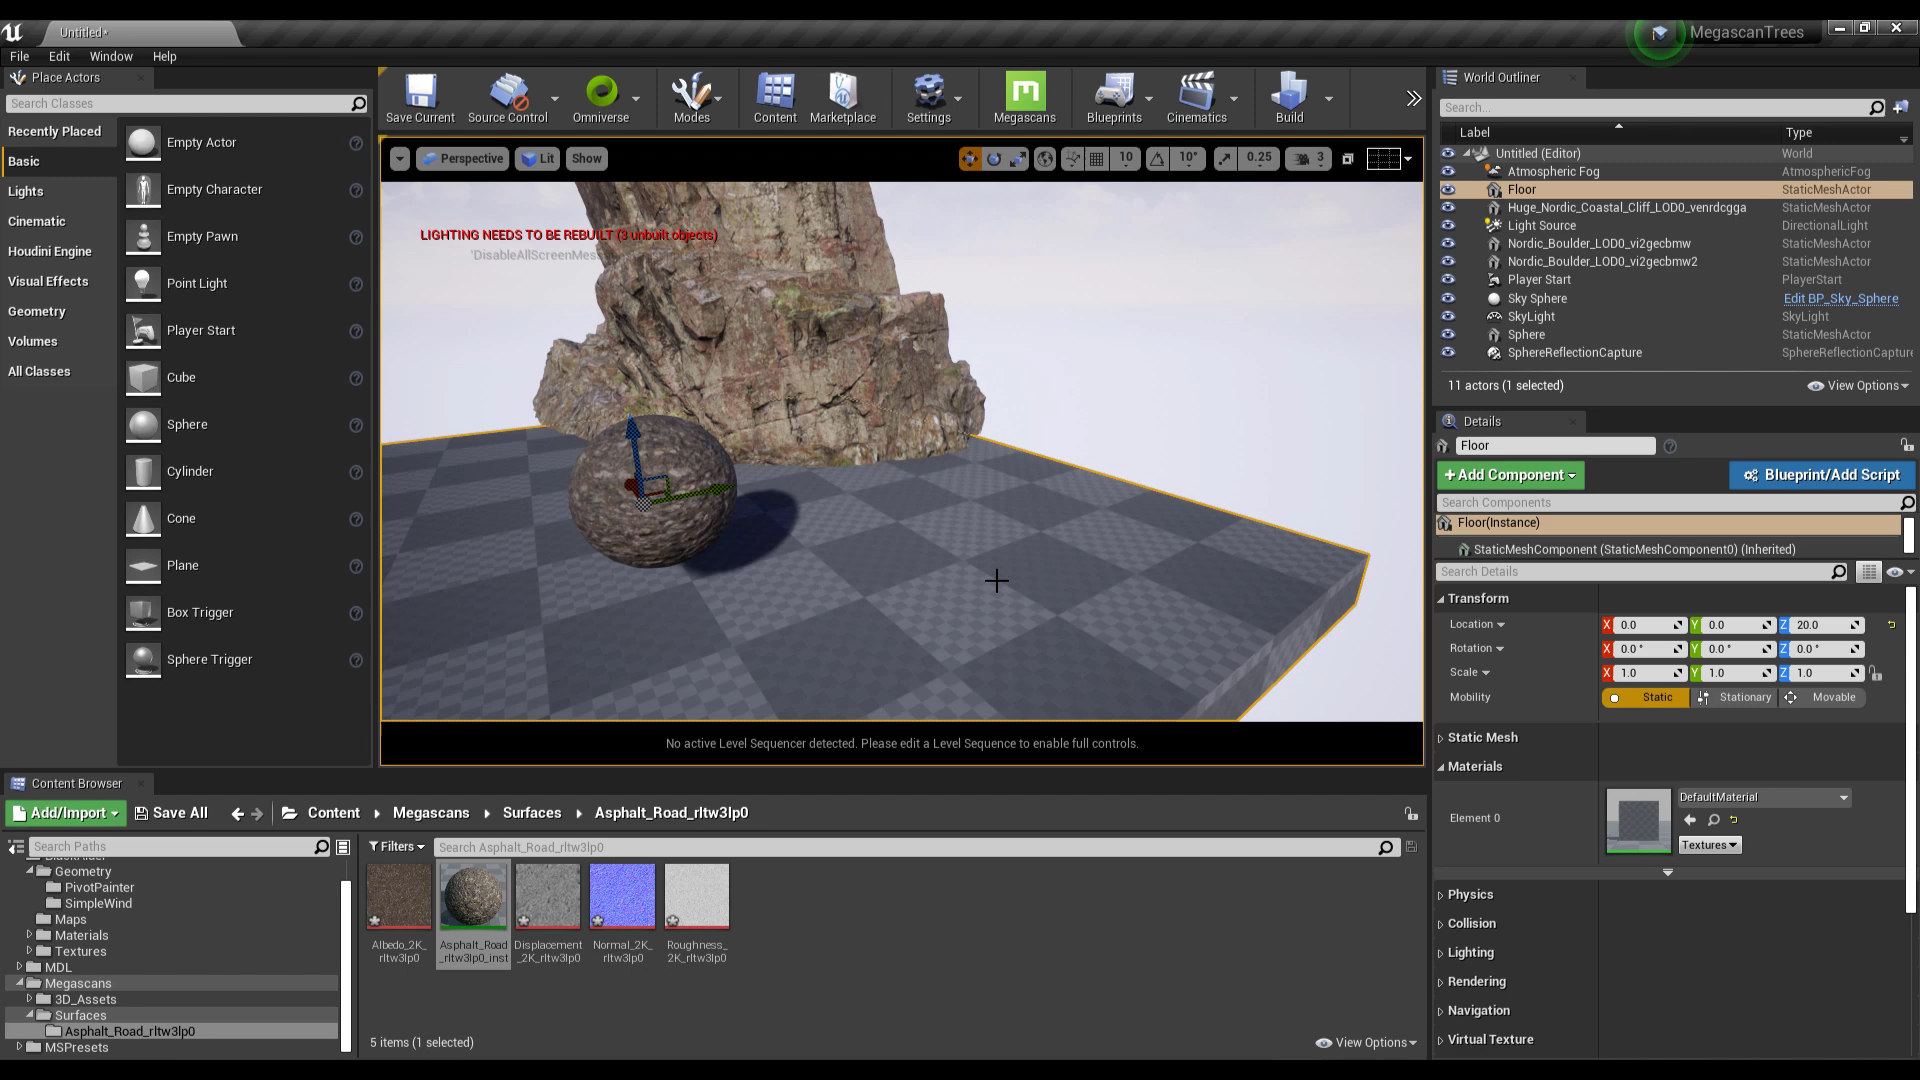 Untitled*
MegascanTrees
File Edit Window Help
Place Actors
Search Classes
Recently Placed
Basic
Lights
Cinematic
Houdini Engine
Visual Effects
Geometry
Volumes
All Classes
Empty Actor
Empty Character
Empty Pawn
Point Light
Player Start
Cube
Sphere
Cylinder
Cone
Plane
Box Trigger
Sphere Trigger
Save Current Source Control Omniverse Modes Content Marketplace Settings Megascans Blueprints Cinematics Build
Perspective Lit Show 10 10° 0.25 3
LIGHTING NEEDS TO BE REBUILT (3 unbuilt objects)
'DisableAllScreenMess
No active Level Sequencer detected. Please edit a Level Sequence to enable full controls.
World Outliner
Search...
Label Type
Untitled (Editor) World
Atmospheric Fog AtmosphericFog
Floor StaticMeshActor
Huge_Nordic_Coastal_Cliff_LOD0_venrdcgga StaticMeshActor
Light Source DirectionalLight
Nordic_Boulder_LOD0_vi2gecbmw StaticMeshActor
Nordic_Boulder_LOD0_vi2gecbmw2 StaticMeshActor
Player Start PlayerStart
Sky Sphere Edit BP_Sky_Sphere
SkyLight SkyLight
Sphere StaticMeshActor
SphereReflectionCapture SphereReflectionCapture
11 actors (1 selected) View Options
Details
Floor
+Add Component Blueprint/Add Script
Search Components
Floor(Instance)
StaticMeshComponent (StaticMeshComponent0) (Inherited)
Search Details
Transform
Location X 0.0 Y 0.0 Z 20.0
Rotation X 0.0 ° Y 0.0 ° Z 0.0 °
Scale X 1.0 Y 1.0 Z 1.0
Mobility Static Stationary Movable
Static Mesh
Materials
Element 0 DefaultMaterial
Textures
Physics
Collision
Lighting
Rendering
Navigation
Virtual Texture
Content Browser
Add/Import Save All Content Megascans Surfaces Asphalt_Road_rltw3lp0
Search Paths
Geometry
PivotPainter
SimpleWind
Maps
Materials
Textures
MDL
Megascans
3D_Assets
Surfaces
Asphalt_Road_rltw3lp0
MSPresets
Filters Search Asphalt_Road_rltw3lp0
Albedo_2K_
rltw3lp0
Asphalt_Road
_rltw3lp0_inst
Displacement
_2K_rltw3lp0
Normal_2K_
rltw3lp0
Roughness_
2K_rltw3lp0
5 items (1 selected) View Options